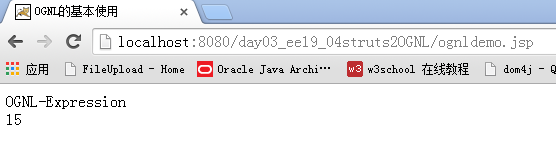 OGNL的基本使用
localhost:8080/day03_ee19_04struts2OGNL/ognldemo.jsp
应用 FileUpload - Home Oracle Java Archi… w3 w3school 在线教程 dom4j - Q
OGNL-Expression
15